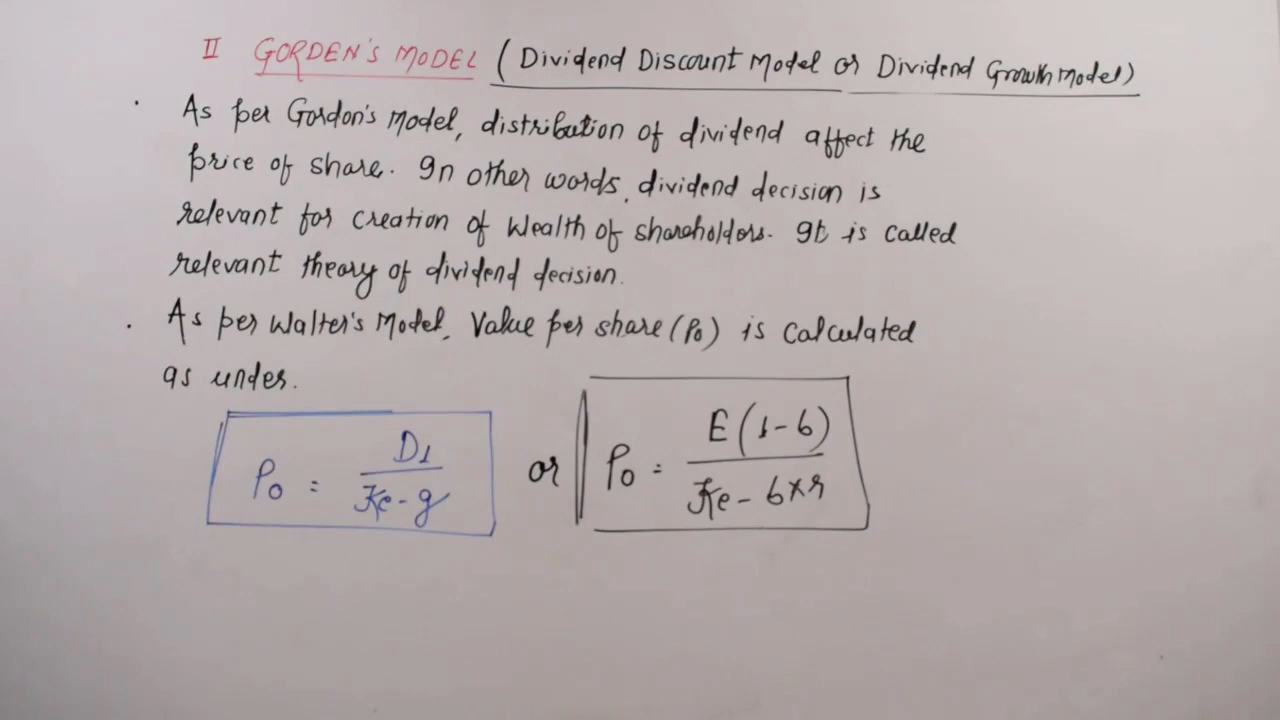 II GORDEN'S MODEL (Dividend Discount Model or Dividend Growth Model)
. As per Gordon's Model, distribution of dividend affect the
price of share. In other words, dividend decision is
relevant for creation of wealth of shareholders. It is called
relevant theory of dividend decision.
. As per Walter's Model, Value per share (P0) is calculated
as under.
P0 = D1 / Ke - g or P0 = E(1-b) / Ke - b×r